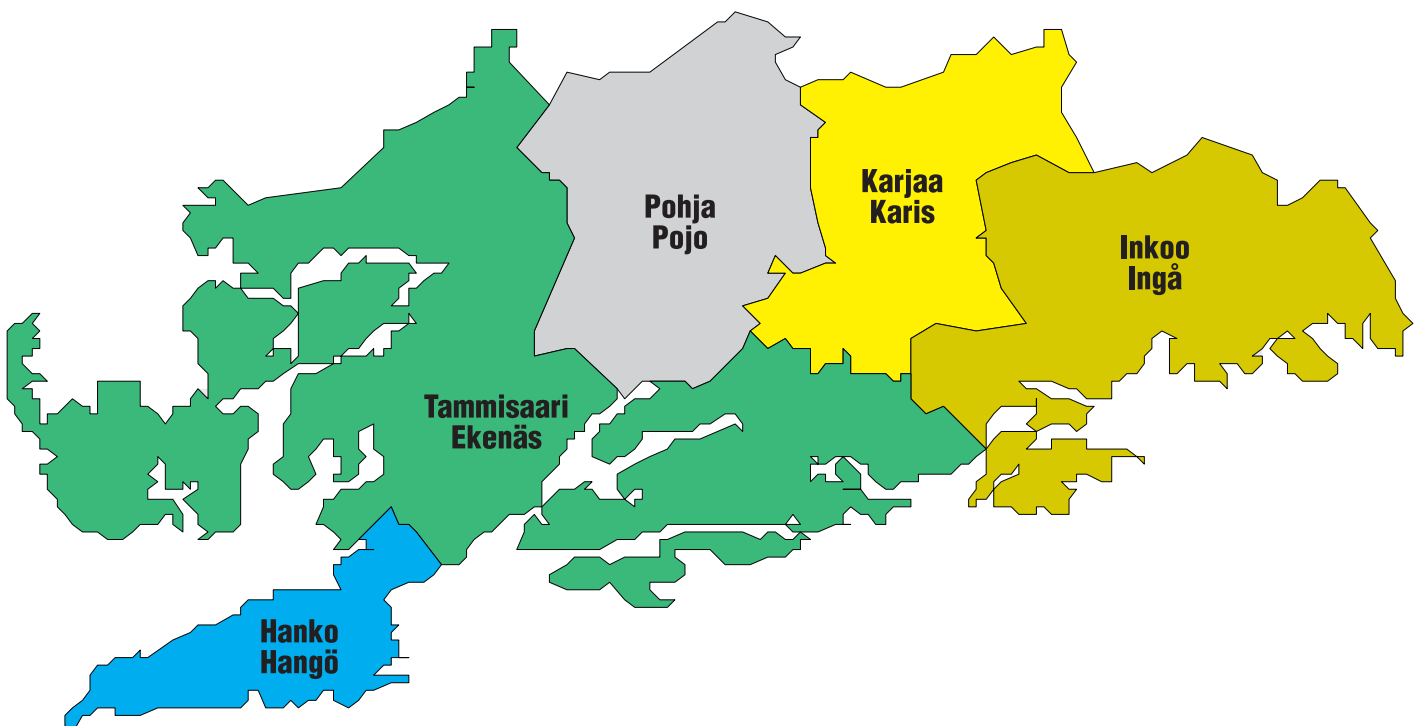 Pohja
Pojo
Karjaa
Karis
Inkoo
Ingå
Tammisaari
Ekenäs
Hanko
Hangö